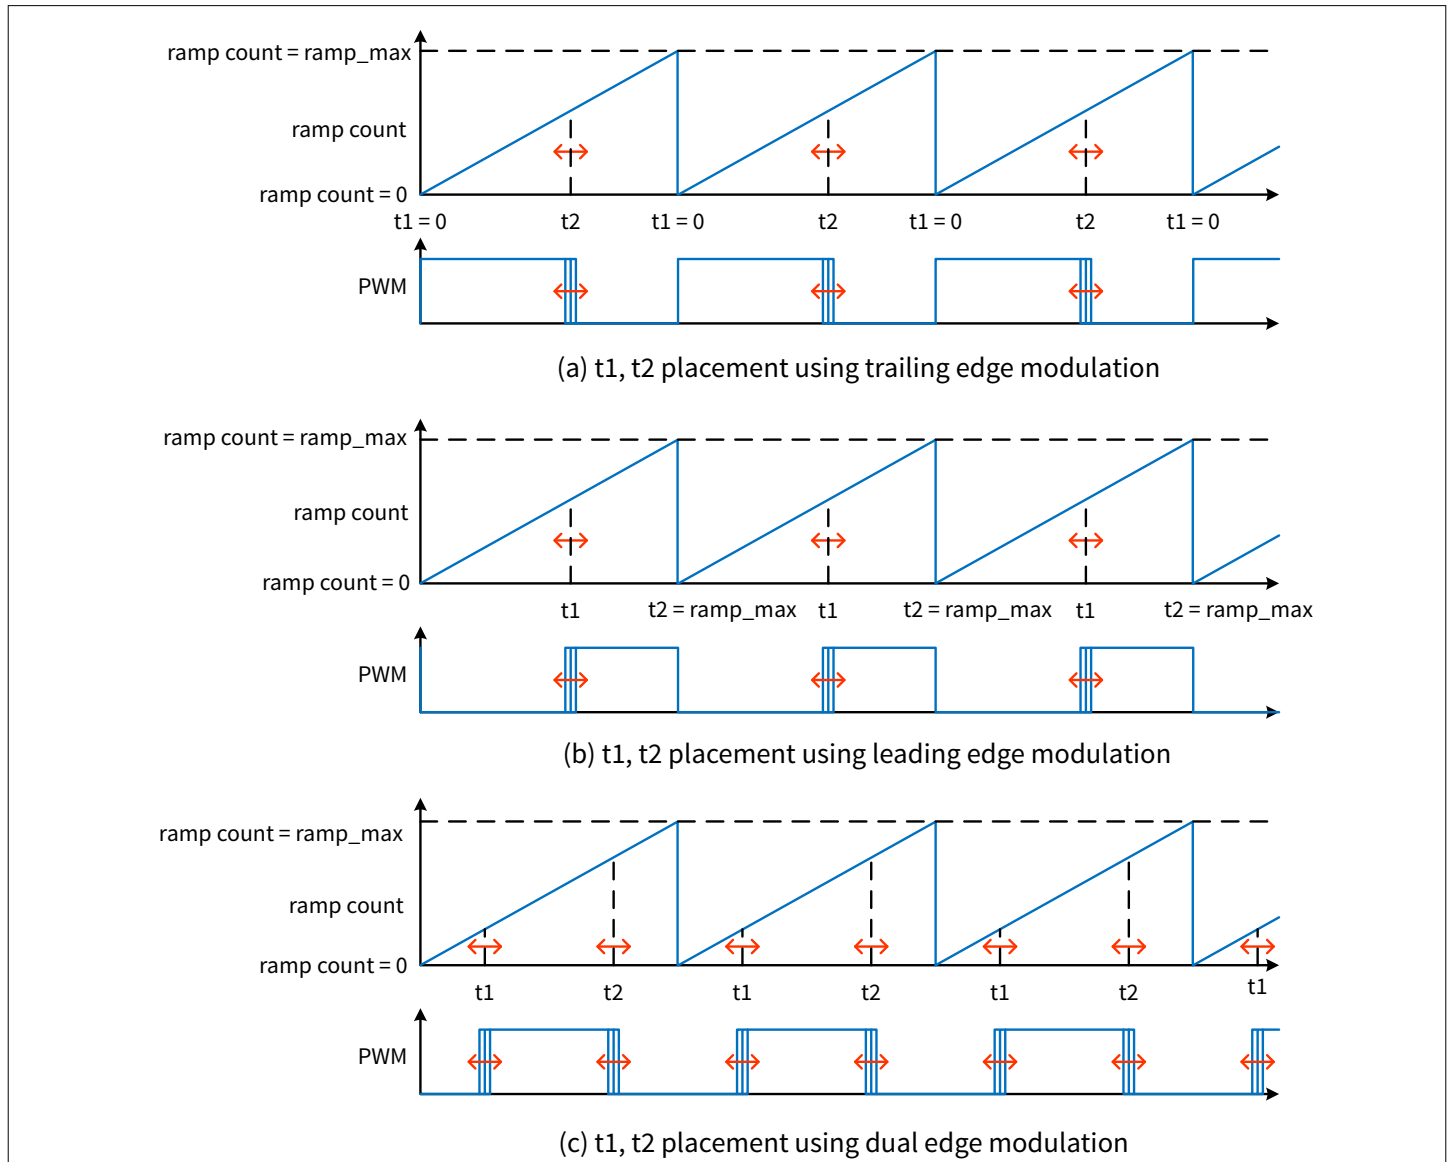 ramp count = ramp_max
ramp count
ramp count = 0
t1 = 0 t2 t1 = 0 t2 t1 = 0 t2 t1 = 0
PWM
(a) t1, t2 placement using trailing edge modulation
ramp count = ramp_max
ramp count
ramp count = 0
t1 t2 = ramp_max t1 t2 = ramp_max t1 t2 = ramp_max
PWM
(b) t1, t2 placement using leading edge modulation
ramp count = ramp_max
ramp count
ramp count = 0
t1 t2 t1 t2 t1 t2 t1
PWM
(c) t1, t2 placement using dual edge modulation